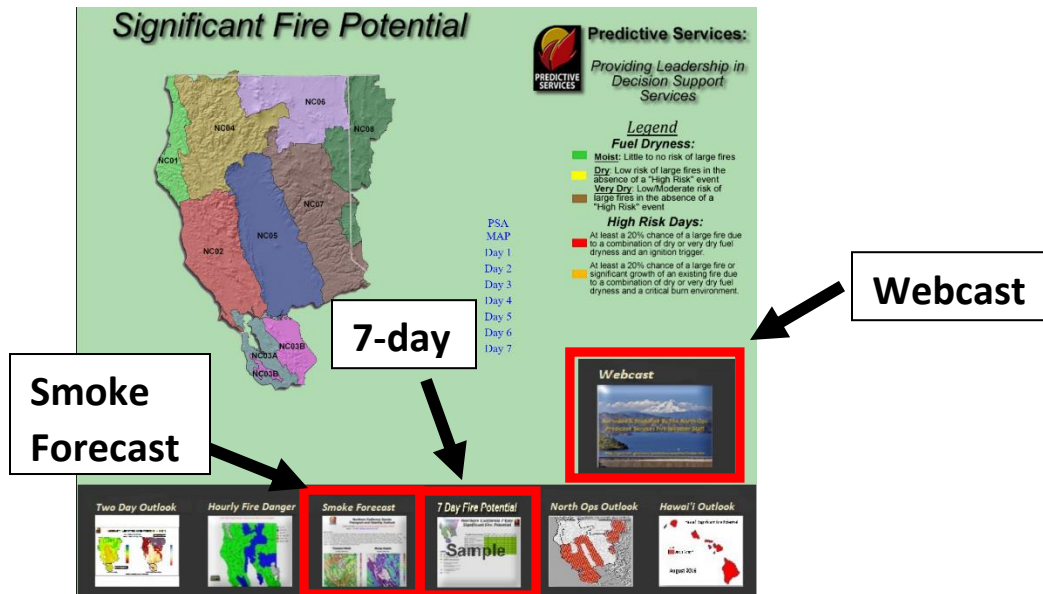 Significant Fire Potential
PREDICTIVE
SERVICES
Predictive Services:
Providing Leadership in
Decision Support
Services
Legend
Fuel Dryness:
Moist: Little to no risk of large fires
Dry: Low risk of large fires in the
absence of a "High Risk" event
Very Dry: Low/Moderate risk of
large fires in the absence of a
"High Risk" event
High Risk Days:
At least a 20% chance of a large fire due
to a combination of dry or very dry fuel
dryness and an ignition trigger.
At least a 20% chance of a large fire or
significant growth of an existing fire due
to a combination of dry or very dry fuel
dryness and a critical burn environment.
NC06
NC04
NC08
NC01
NC07
NC02
NC05
NC03B
NC03A
NC03B
PSA
MAP
Day 1
Day 2
Day 3
Day 4
Day 5
Day 6
Day 7
Webcast
7-day
Smoke
Forecast
Webcast
Two Day Outlook
Hourly Fire Danger
Smoke Forecast
7 Day Fire Potential
Sample
North Ops Outlook
Hawai'i Outlook